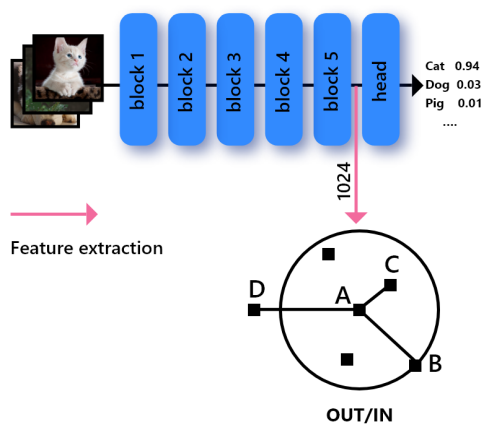 block 1
block 2
block 3
block 4
block 5
head
Cat 0.94
Dog 0.03
Pig 0.01
....
1024
Feature extraction
D
A
C
B
OUT/IN